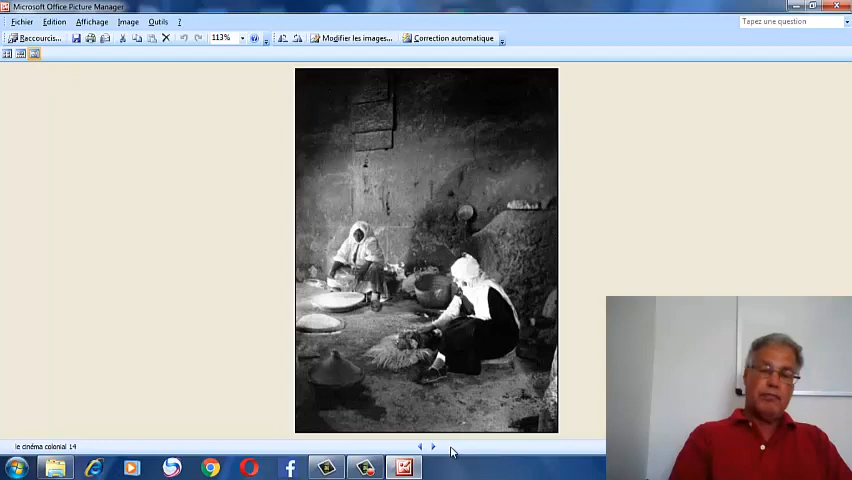 Microsoft Office Picture Manager
Fichier Edition Affichage Image Outils ?
Tapez une question
Raccourcis... 113% Modifier les images... Correction automatique
le cinéma colonial 14